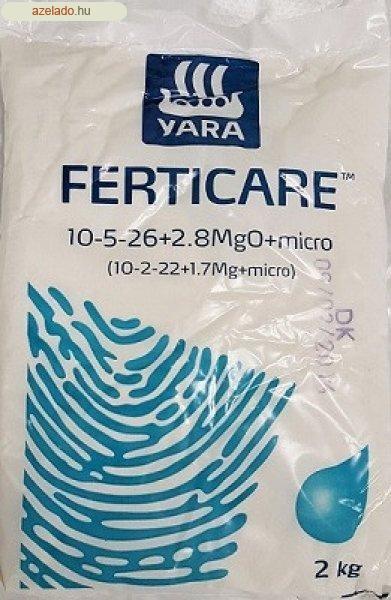 azelado.hu
YARA
FERTICARE™
10-5-26+2.8MgO+micro
(10-2-22+1.7Mg+micro)
DK
2 kg